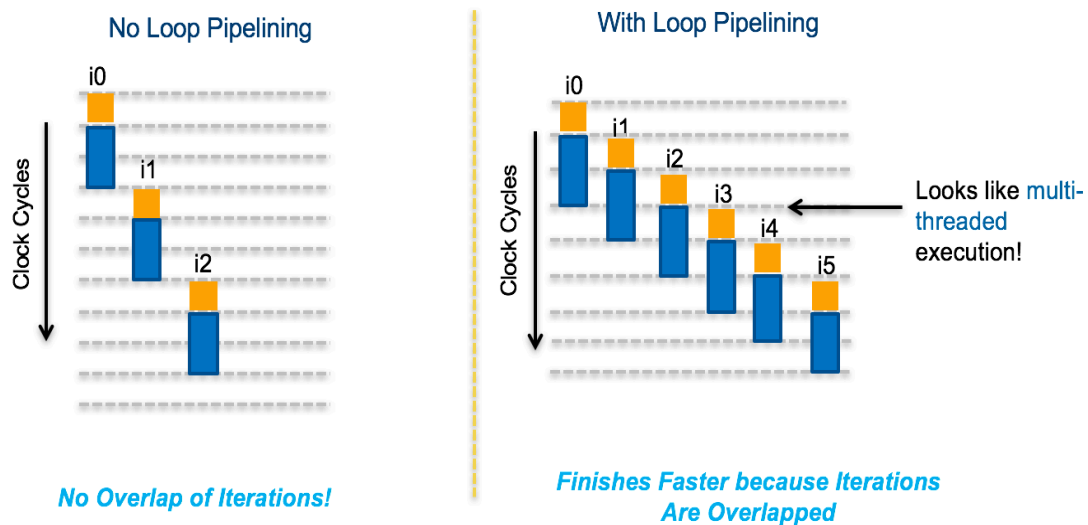 No Loop Pipelining
i0
i1
i2
Clock Cycles
No Overlap of Iterations!
With Loop Pipelining
i0
i1
i2
i3
i4
i5
Clock Cycles
Looks like multi-
threaded
execution!
Finishes Faster because Iterations
Are Overlapped